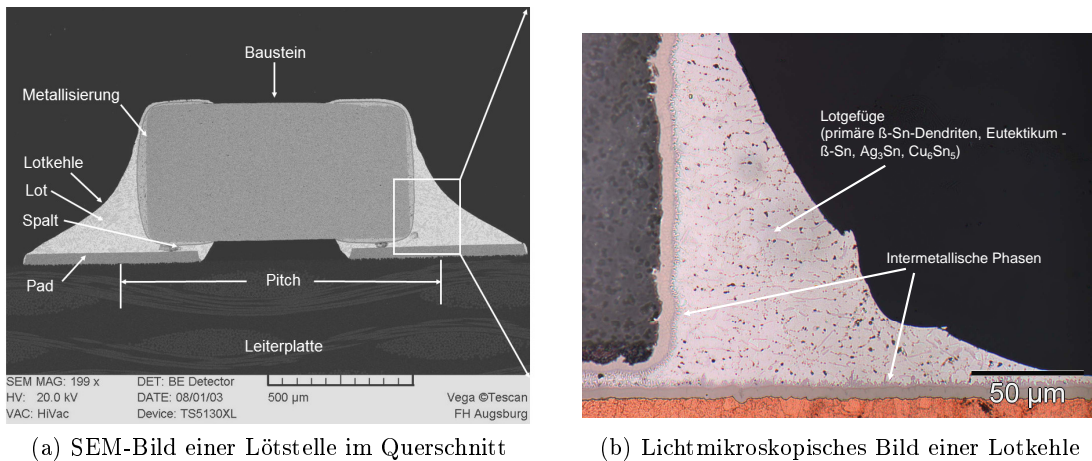 Baustein
Metallisierung
Lotkehle
Lot
Spalt
Pad
Pitch
Leiterplatte
SEM MAG: 199 x
DET: BE Detector
HV: 20.0 kV
DATE: 08/01/03
500 µm
Vega ©Tescan
VAC: HiVac
Device: TS5130XL
FH Augsburg
(a) SEM-Bild einer Lötstelle im Querschnitt
Lotgefüge
(primäre ß-Sn-Dendriten, Eutektikum -
ß-Sn, Ag₃Sn, Cu₆Sn₅)
Intermetallische Phasen
50 µm
(b) Lichtmikroskopisches Bild einer Lotkehle